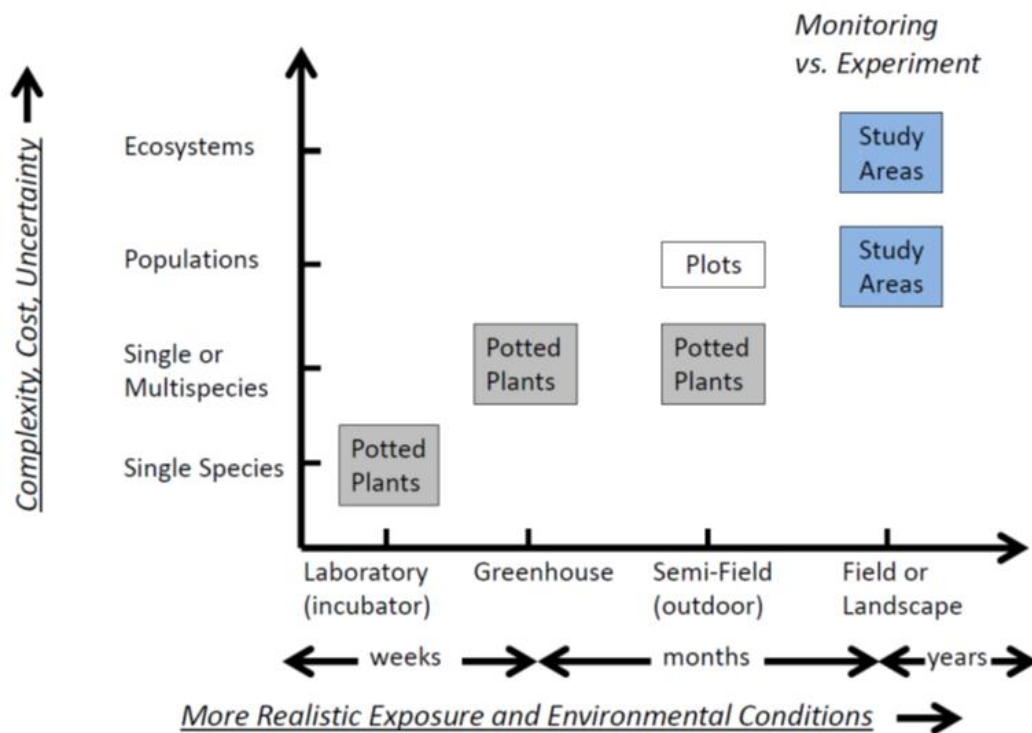 Monitoring
vs. Experiment
Complexity, Cost, Uncertainty
Ecosystems
Study
Areas
Populations
Plots
Study
Areas
Single or
Multispecies
Potted
Plants
Potted
Plants
Single Species
Potted
Plants
Laboratory
(incubator)
Greenhouse
Semi-Field
(outdoor)
Field or
Landscape
weeks
months
years
More Realistic Exposure and Environmental Conditions